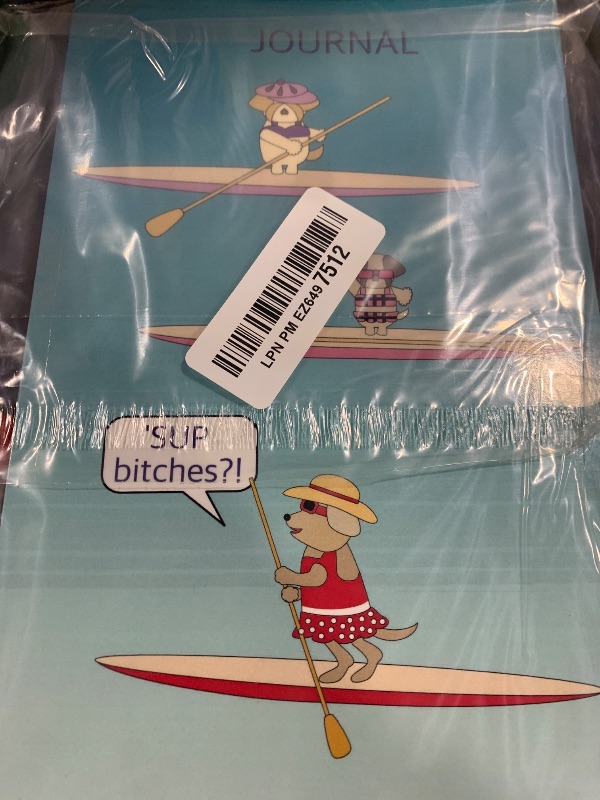 JOURNAL
LPN PM EZ6497512
'SUP
bitches?!